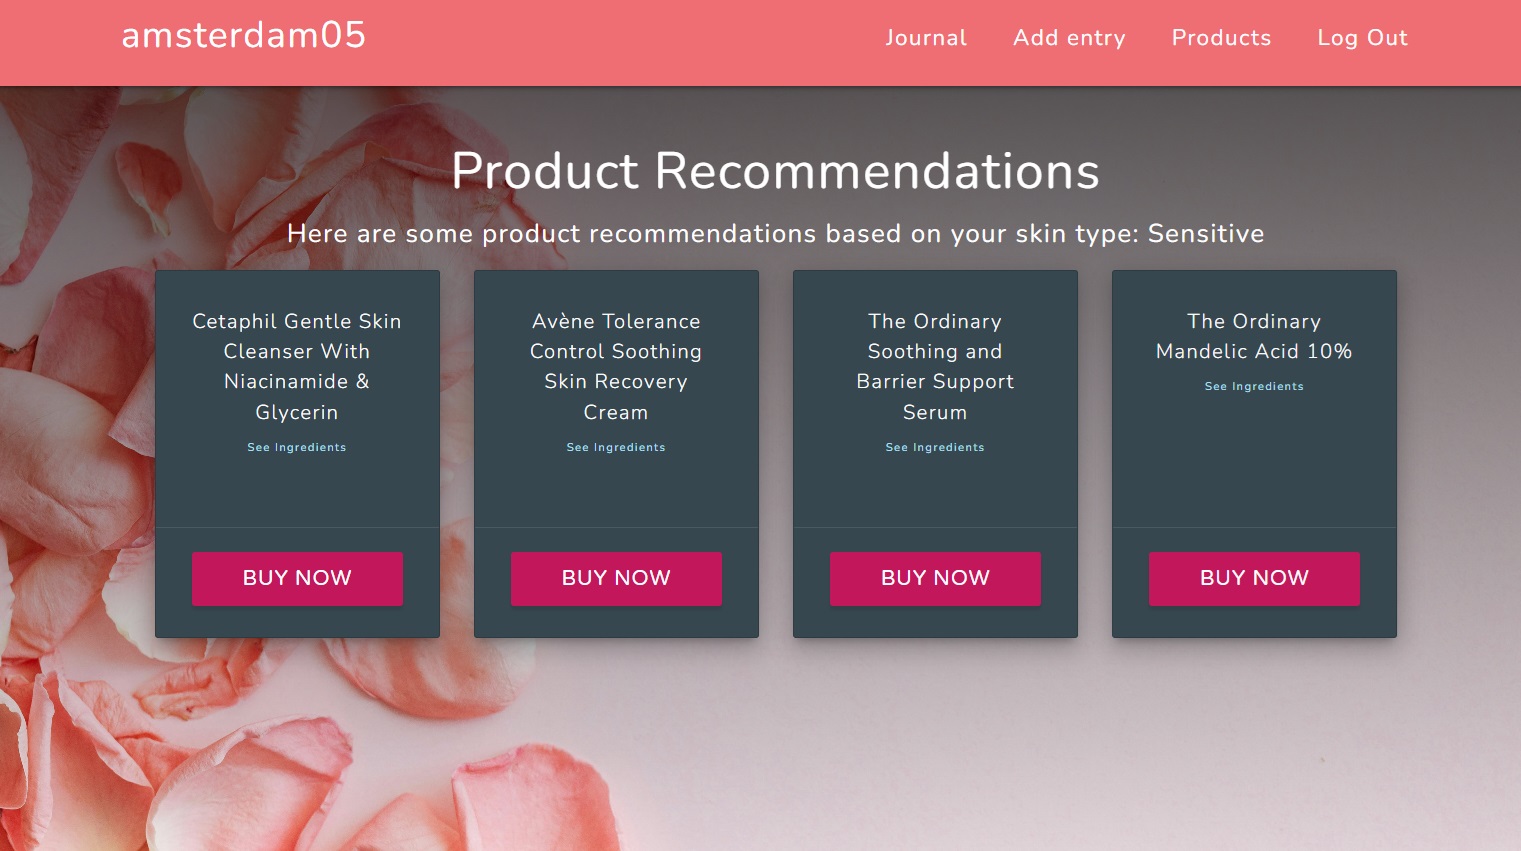 amsterdam05
Journal Add entry Products Log Out
Product Recommendations
Here are some product recommendations based on your skin type: Sensitive
Cetaphil Gentle Skin
Cleanser With
Niacinamide &
Glycerin
See Ingredients
BUY NOW
Avène Tolerance
Control Soothing
Skin Recovery
Cream
See Ingredients
BUY NOW
The Ordinary
Soothing and
Barrier Support
Serum
See Ingredients
BUY NOW
The Ordinary
Mandelic Acid 10%
See Ingredients
BUY NOW